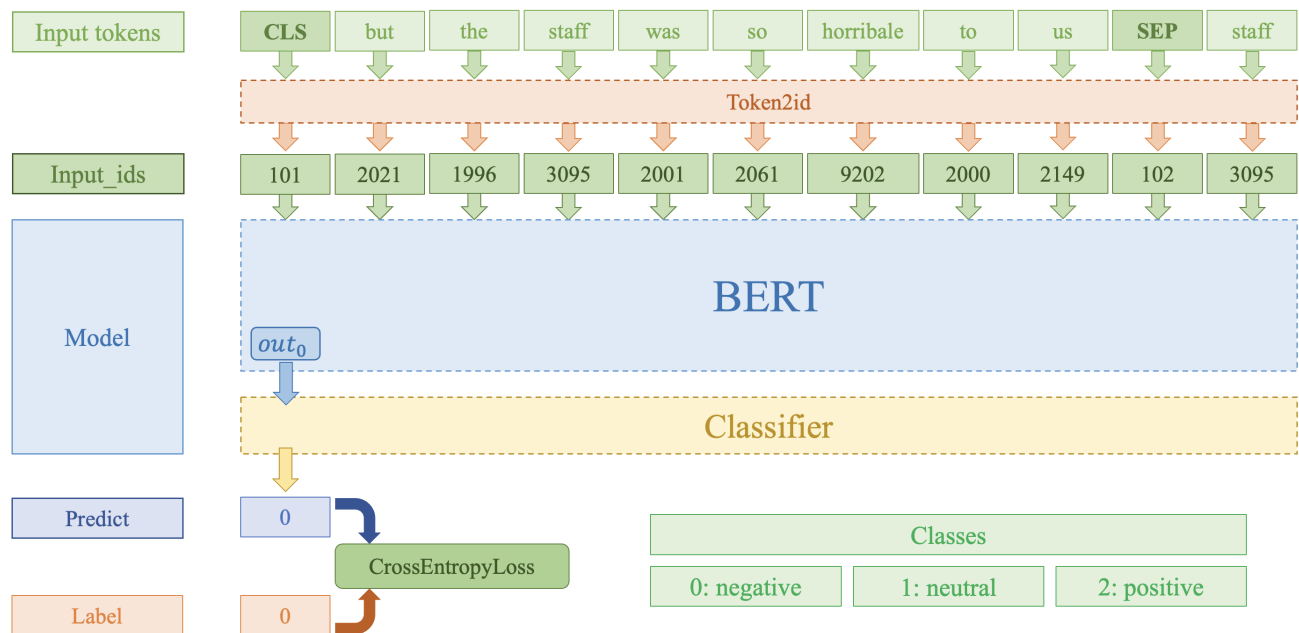 Input tokens CLS but the staff was so horribale to us SEP staff
Token2id
Input_ids 101 2021 1996 3095 2001 2061 9202 2000 2149 102 3095
BERT
Model
out0
Classifier
Predict 0
Classes
CrossEntropyLoss
0: negative 1: neutral 2: positive
Label 0